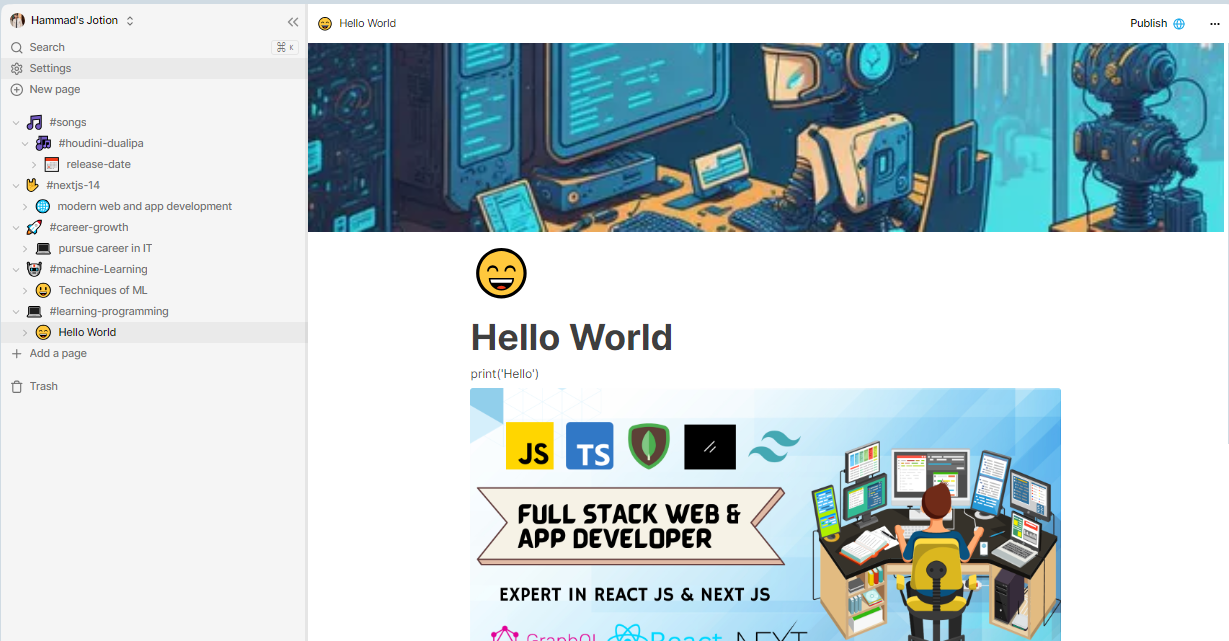 Hammad's Jotion
Search
⌘ K
Settings
New page
#songs
#houdini-dualipa
release-date
#nextjs-14
modern web and app development
#career-growth
pursue career in IT
#machine-Learning
Techniques of ML
#learning-programming
Hello World
Add a page
Trash
Hello World
Publish
Hello World
print('Hello')
JS
TS
FULL STACK WEB &
APP DEVELOPER
EXPERT IN REACT JS & NEXT JS
GraphQL
React
NEXT